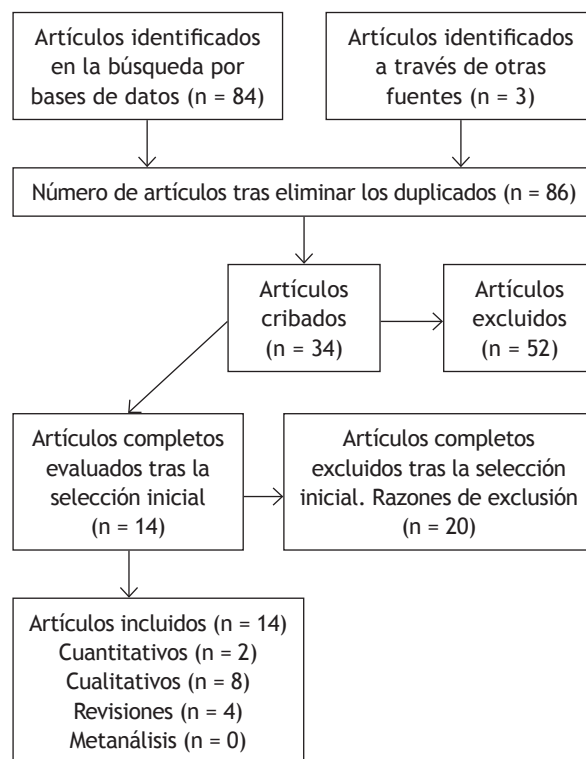 Artículos identificados
en la búsqueda por
bases de datos (n = 84)
Artículos identificados
a través de otras
fuentes (n = 3)
Número de artículos tras eliminar los duplicados (n = 86)
Artículos
cribados
(n = 34)
Artículos
excluidos
(n = 52)
Artículos completos
evaluados tras la
selección inicial
(n = 14)
Artículos completos
excluidos tras la selección
inicial. Razones de exclusión
(n = 20)
Artículos incluidos (n = 14)
Cuantitativos (n = 2)
Cualitativos (n = 8)
Revisiones (n = 4)
Metanálisis (n = 0)